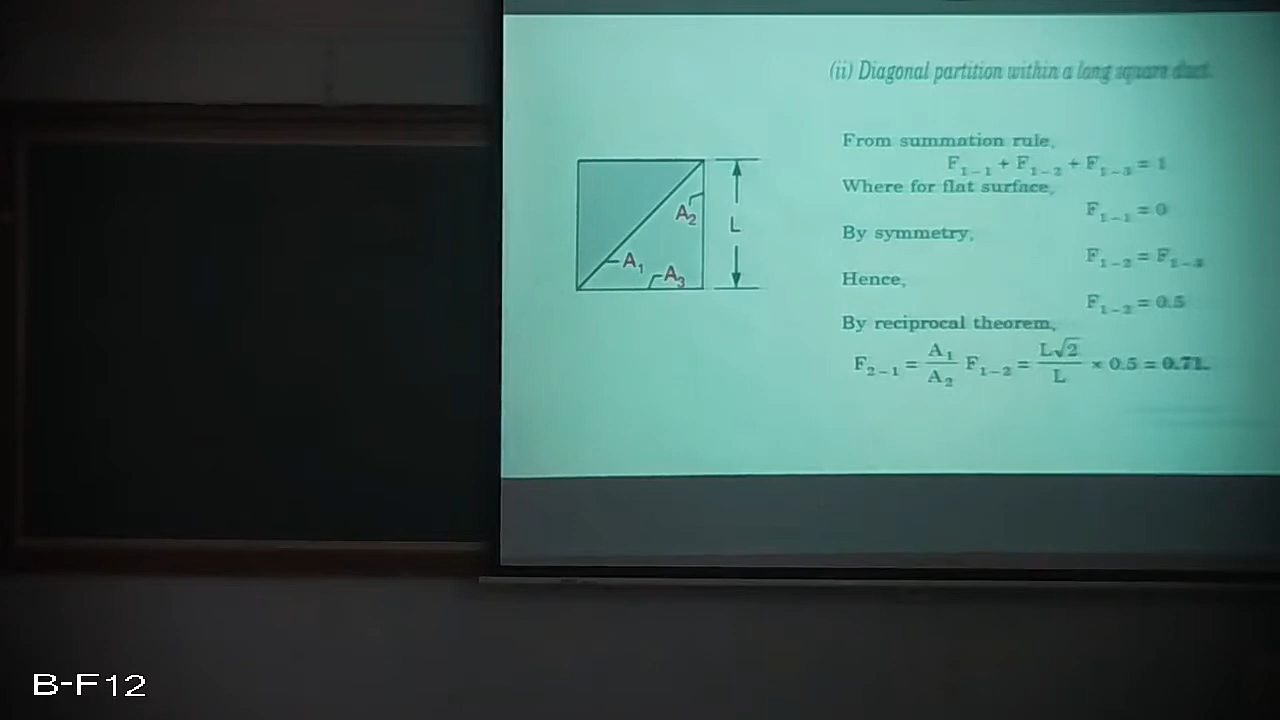 (ii) Diagonal partition within a long square duct.
From summation rule,
F₁₋₁ + F₁₋₂ + F₁₋₃ = 1
Where for flat surface,
F₁₋₁ = 0
By symmetry,
F₁₋₂ = F₁₋₃
Hence,
F₁₋₂ = 0.5
By reciprocal theorem,
F₂₋₁ = A₁/A₂ F₁₋₂ = L√2/L × 0.5 = 0.71.
A₂
L
A₁
A₃
B-F12